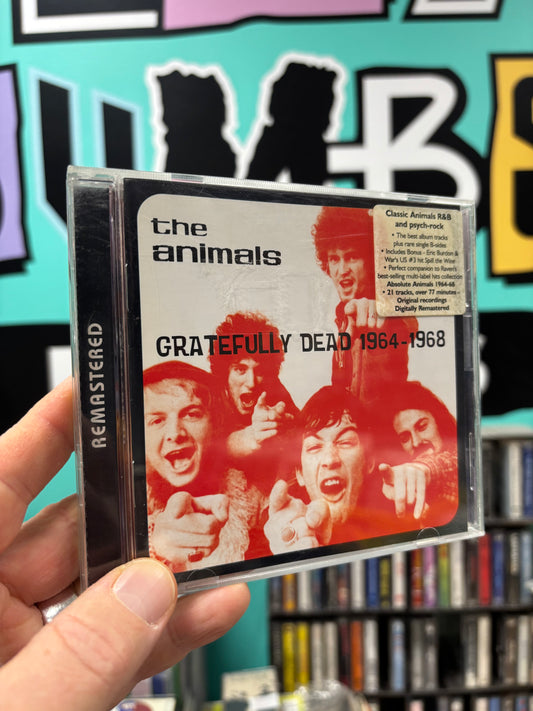 the
animals
GRATEFULLY DEAD 1964-1968
REMASTERED
Classic Animals R&B
and psych-rock
• The best album tracks
plus rare single B-sides
• Includes Bonus - Eric Burdon &
War's US #3 hit Spill the Wine
• Perfect companion to Raven's
best-selling multi-label hits collection
Absolute Animals 1964-68
• 21 tracks, over 77 minutes -
Original recordings
Digitally Remastered